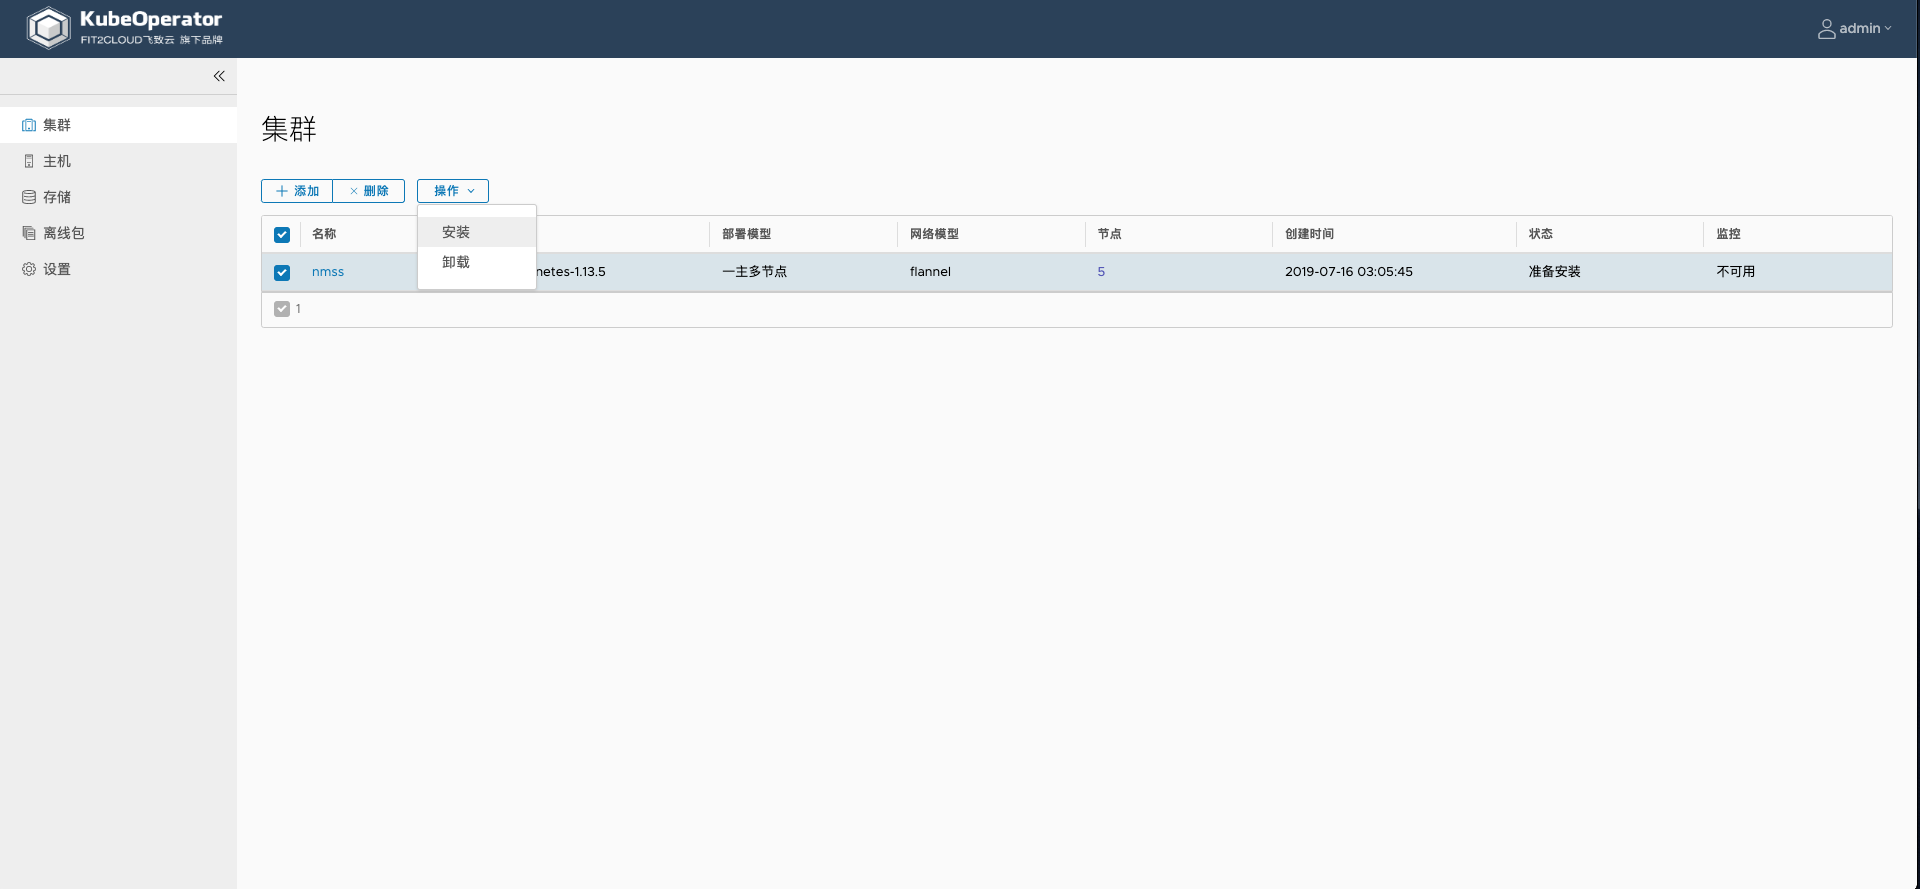 KubeOperator
FIT2CLOUD飞致云 旗下品牌
admin
集群
主机
存储
离线包
设置
集群
添加
删除
操作
安装
卸载
名称
部署模型
网络模型
节点
创建时间
状态
监控
nmss
netes-1.13.5
一主多节点
flannel
5
2019-07-16 03:05:45
准备安装
不可用
1